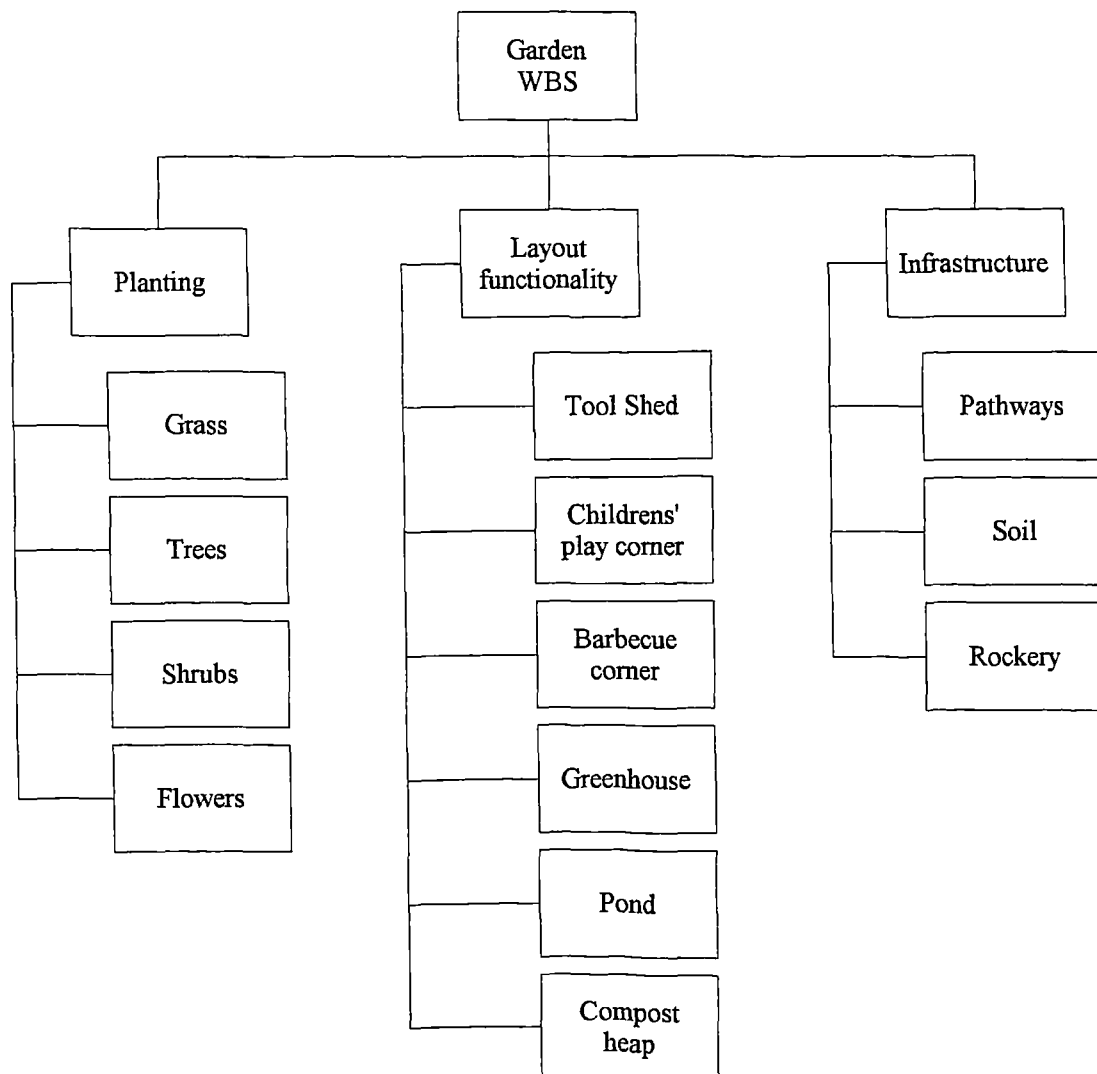 Garden
WBS
Planting
Grass
Trees
Shrubs
Flowers
Layout
functionality
Tool Shed
Childrens'
play corner
Barbecue
corner
Greenhouse
Pond
Compost
heap
Infrastructure
Pathways
Soil
Rockery